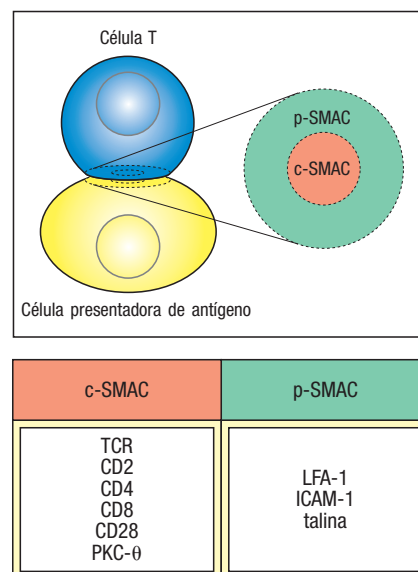 Célula T
p-SMAC
c-SMAC
Célula presentadora de antígeno
c-SMAC
p-SMAC
TCR
CD2
CD4
CD8
CD28
PKC-θ
LFA-1
ICAM-1
talina